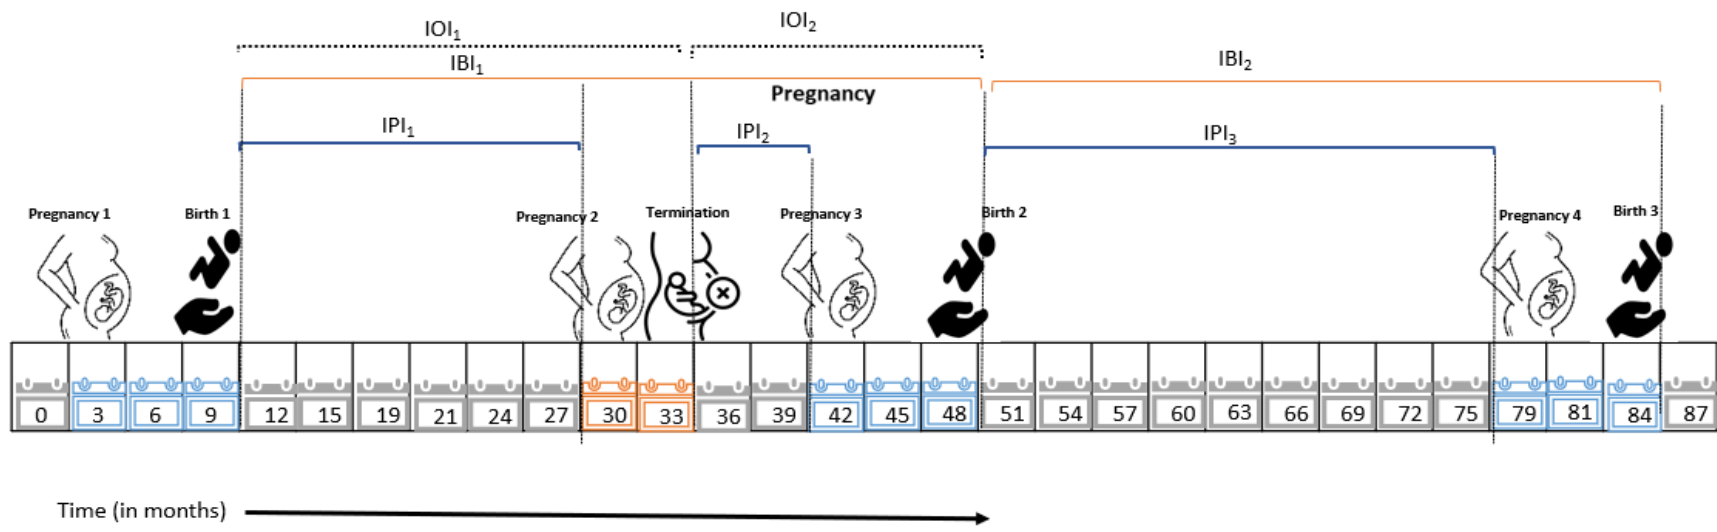 IOI₁
IOI₂
IBI₁
IBI₂
Pregnancy
IPI₁
IPI₂
IPI₃
Pregnancy 1
Birth 1
Pregnancy 2
Termination
Pregnancy 3
Birth 2
Pregnancy 4
Birth 3
0 3 6 9 12 15 19 21 24 27 30 33 36 39 42 45 48 51 54 57 60 63 66 69 72 75 79 81 84 87
Time (in months)